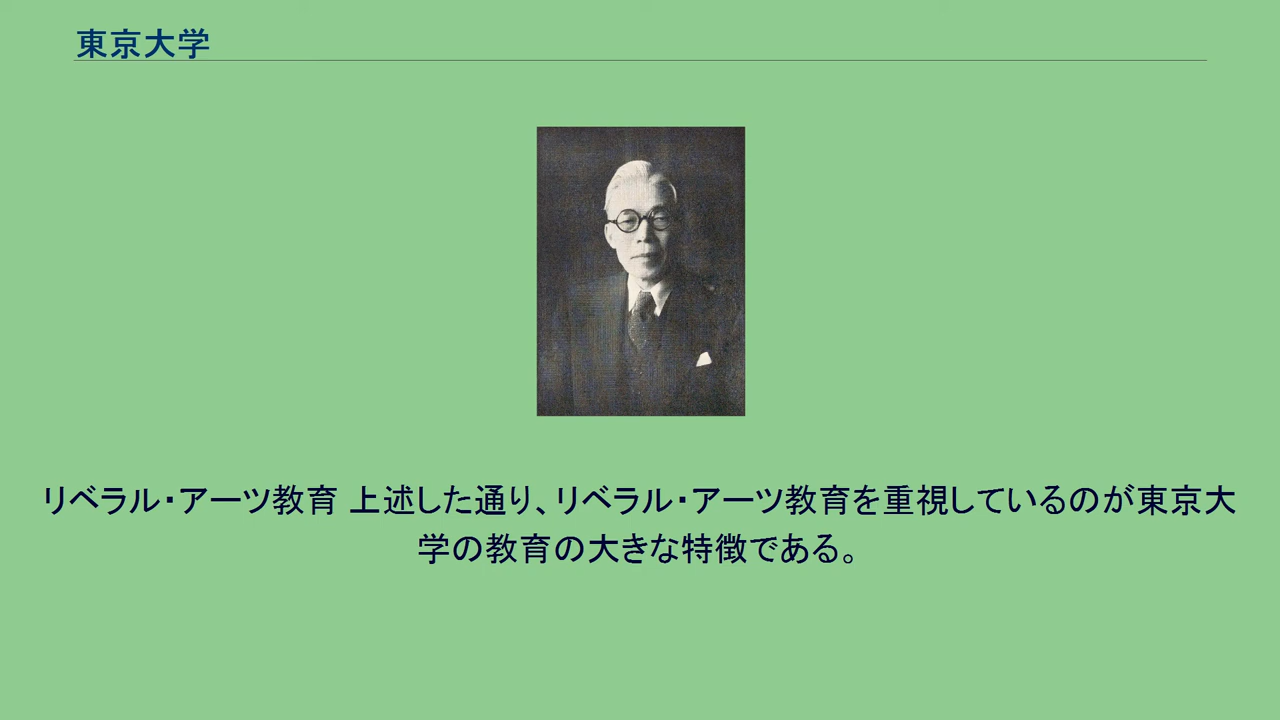 東京大学
リベラル・アーツ教育 上述した通り、リベラル・アーツ教育を重視しているのが東京大
学の教育の大きな特徴である。